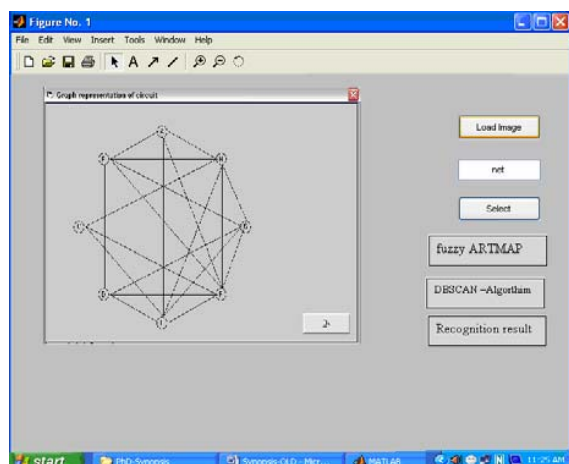 Figure No. 1
File Edit View Insert Tools Window Help
Graph representation of circuit
Load Image
net
Select
fuzzy ARTMAP
DBSCAN –Algorthim
Recognition result
start PhD-Synopsis Synopsis-OLD - Micr... MATLAB 11:25 AM